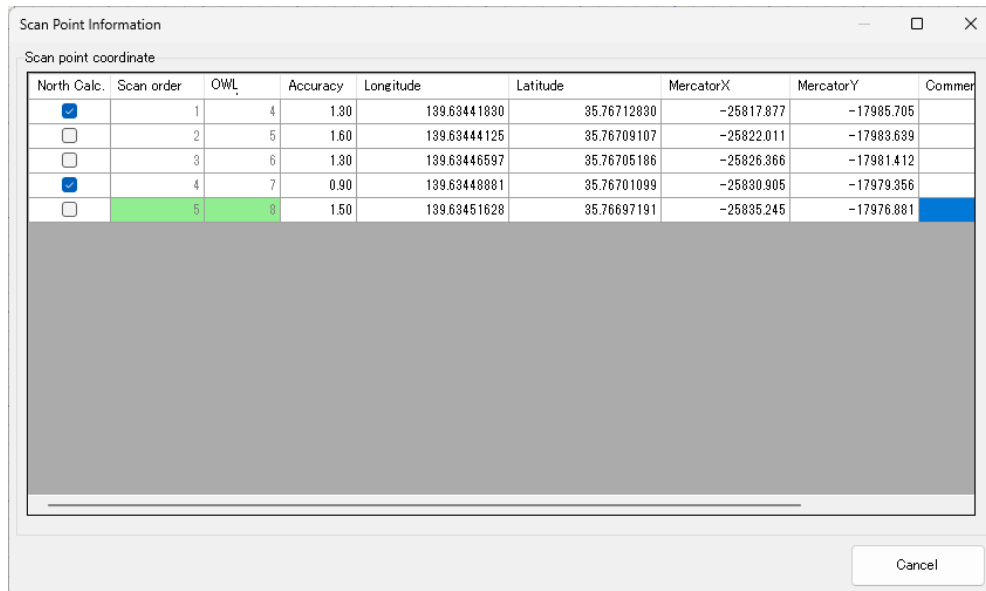 Scan Point Information
Scan point coordinate
North Calc. Scan order OWL Accuracy Longitude Latitude MercatorX MercatorY Commer
1 4 1.30 139.63441830 35.76712830 -25817.877 -17985.705
2 5 1.60 139.63444125 35.76709107 -25822.011 -17983.639
3 6 1.30 139.63446597 35.76705186 -25826.366 -17981.412
4 7 0.90 139.63448881 35.76701099 -25830.905 -17979.356
5 8 1.50 139.63451628 35.76697191 -25835.245 -17976.881
Cancel